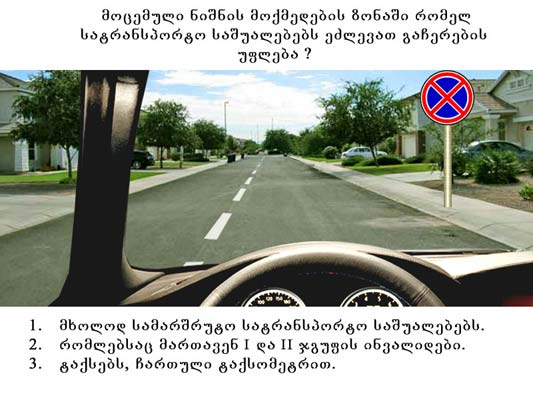 მოცემული ნიშნის მოქმედების ზონაში რომელ
სატრანსპორტო საშუალებებს ეძლევათ გაჩერების
უფლება ?
1. მხოლოდ სამარშრუტო სატრანსპორტო საშუალებებს.
2. რომლებსაც მართავენ I და II ჯგუფის ინვალიდები.
3. ტაქსებს, ჩართული ტაქსომეტრით.